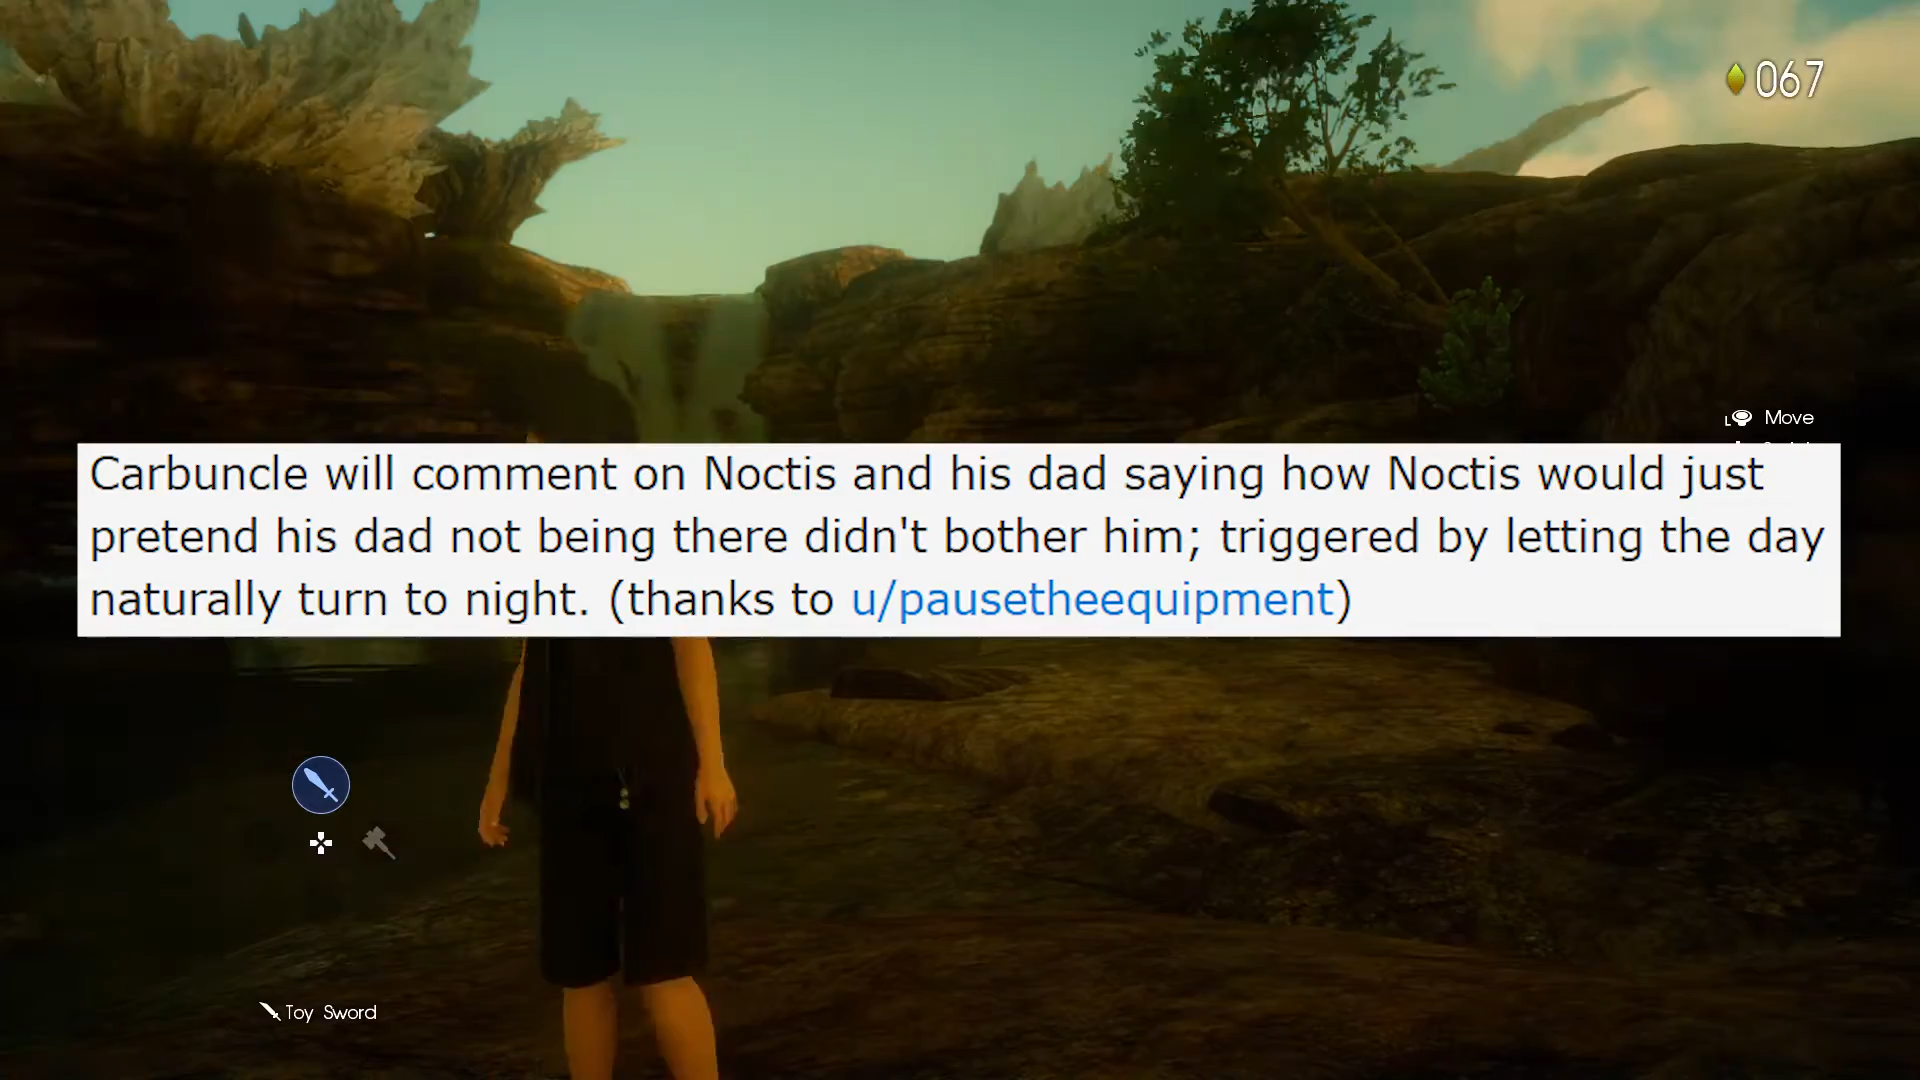 067
L Move
Carbuncle will comment on Noctis and his dad saying how Noctis would just
pretend his dad not being there didn't bother him; triggered by letting the day
naturally turn to night. (thanks to u/pausetheequipment)
Toy Sword